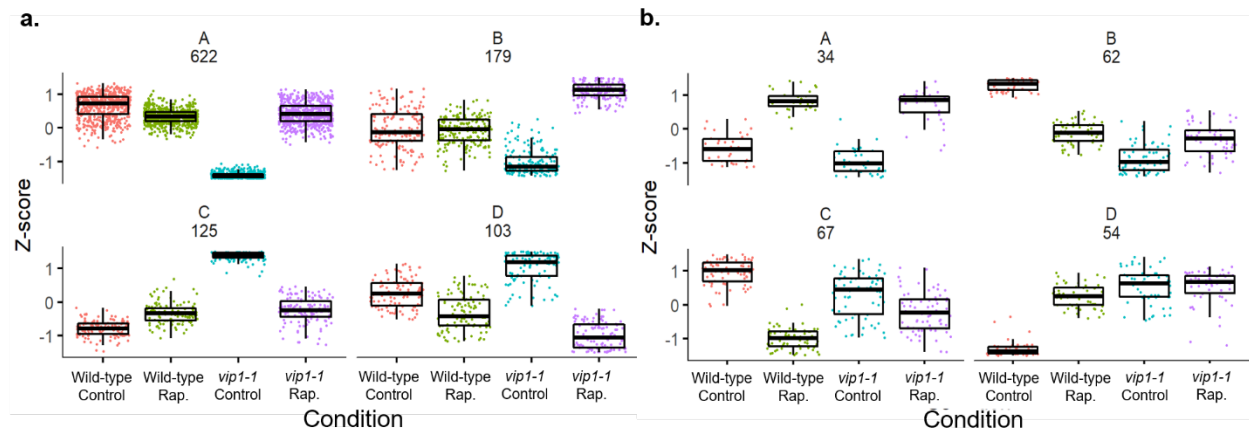 a.
A
622
B
179
1
0
-1
Z-score
C
125
D
103
1
0
-1
Wild-type
Control
Wild-type
Rap.
vip1-1
Control
vip1-1
Rap.
Wild-type
Control
Wild-type
Rap.
vip1-1
Control
vip1-1
Rap.
Condition
b.
A
34
B
62
1
0
-1
Z-score
C
67
D
54
1
0
-1
Wild-type
Control
Wild-type
Rap.
vip1-1
Control
vip1-1
Rap.
Wild-type
Control
Wild-type
Rap.
vip1-1
Control
vip1-1
Rap.
Condition